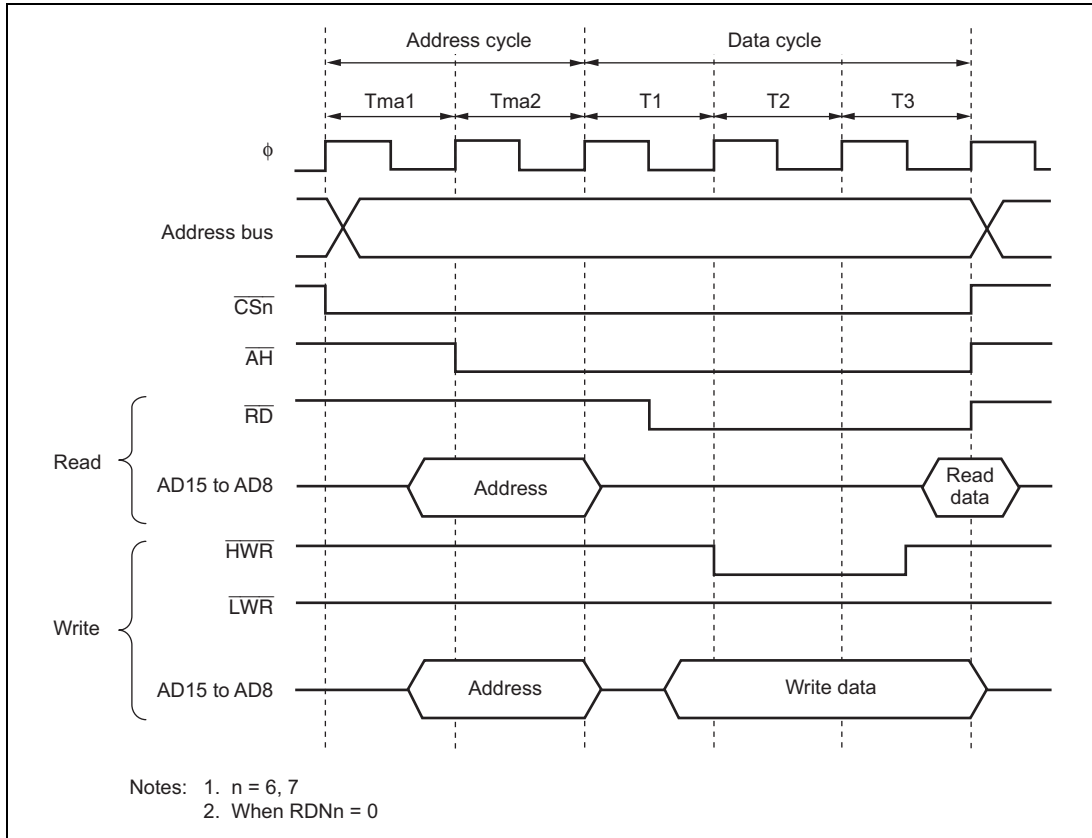 Address cycle Data cycle
Tma1 Tma2 T1 T2 T3
ϕ
Address bus
CSn
AH
RD
Read
AD15 to AD8 Address Read data
HWR
LWR
Write
AD15 to AD8 Address Write data
Notes: 1. n = 6, 7
2. When RDNn = 0